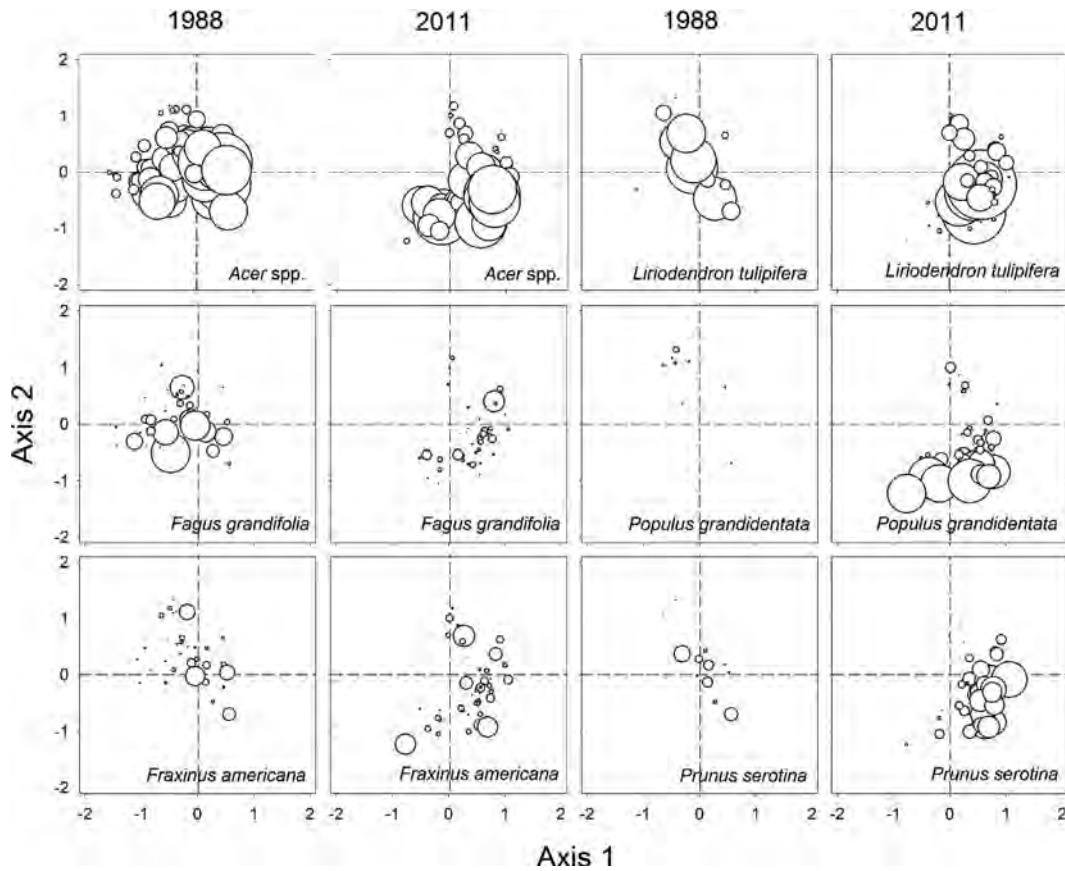 1988 2011 1988 2011
2
1
0
-1
-2
Acer spp.
Acer spp.
Liriodendron tulipifera
Liriodendron tulipifera
2
1
0
-1
-2
Fagus grandifolia
Fagus grandifolia
Populus grandidentata
Populus grandidentata
Axis 2
2
1
0
-1
-2
Fraxinus americana
Fraxinus americana
Prunus serotina
Prunus serotina
-2 -1 0 1 2 -1 0 1 2 -1 0 1 2 -1 0 1 2
Axis 1